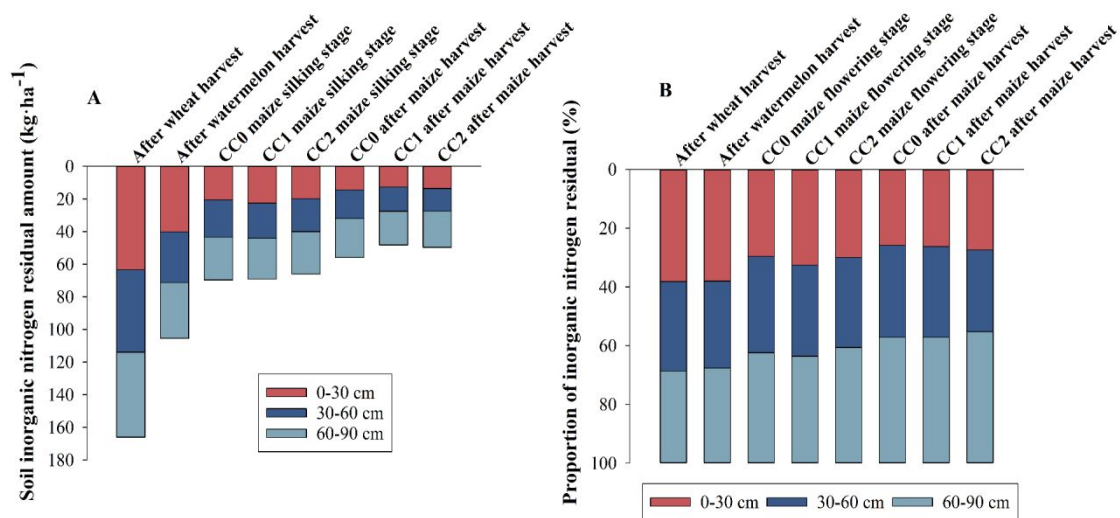 A
Soil inorganic nitrogen residual amount (kg·ha⁻¹)
After wheat harvest
After watermelon harvest
CC0 maize silking stage
CC1 maize silking stage
CC2 maize silking stage
CC0 after maize harvest
CC1 after maize harvest
CC2 after maize harvest
0
20
40
60
80
100
120
140
160
180
0-30 cm
30-60 cm
60-90 cm
B
Proportion of inorganic nitrogen residual (%)
After wheat harvest
After watermelon harvest
CC0 maize flowering stage
CC1 maize flowering stage
CC2 maize flowering stage
CC0 after maize harvest
CC1 after maize harvest
CC2 after maize harvest
0
20
40
60
80
100
0-30 cm 30-60 cm 60-90 cm